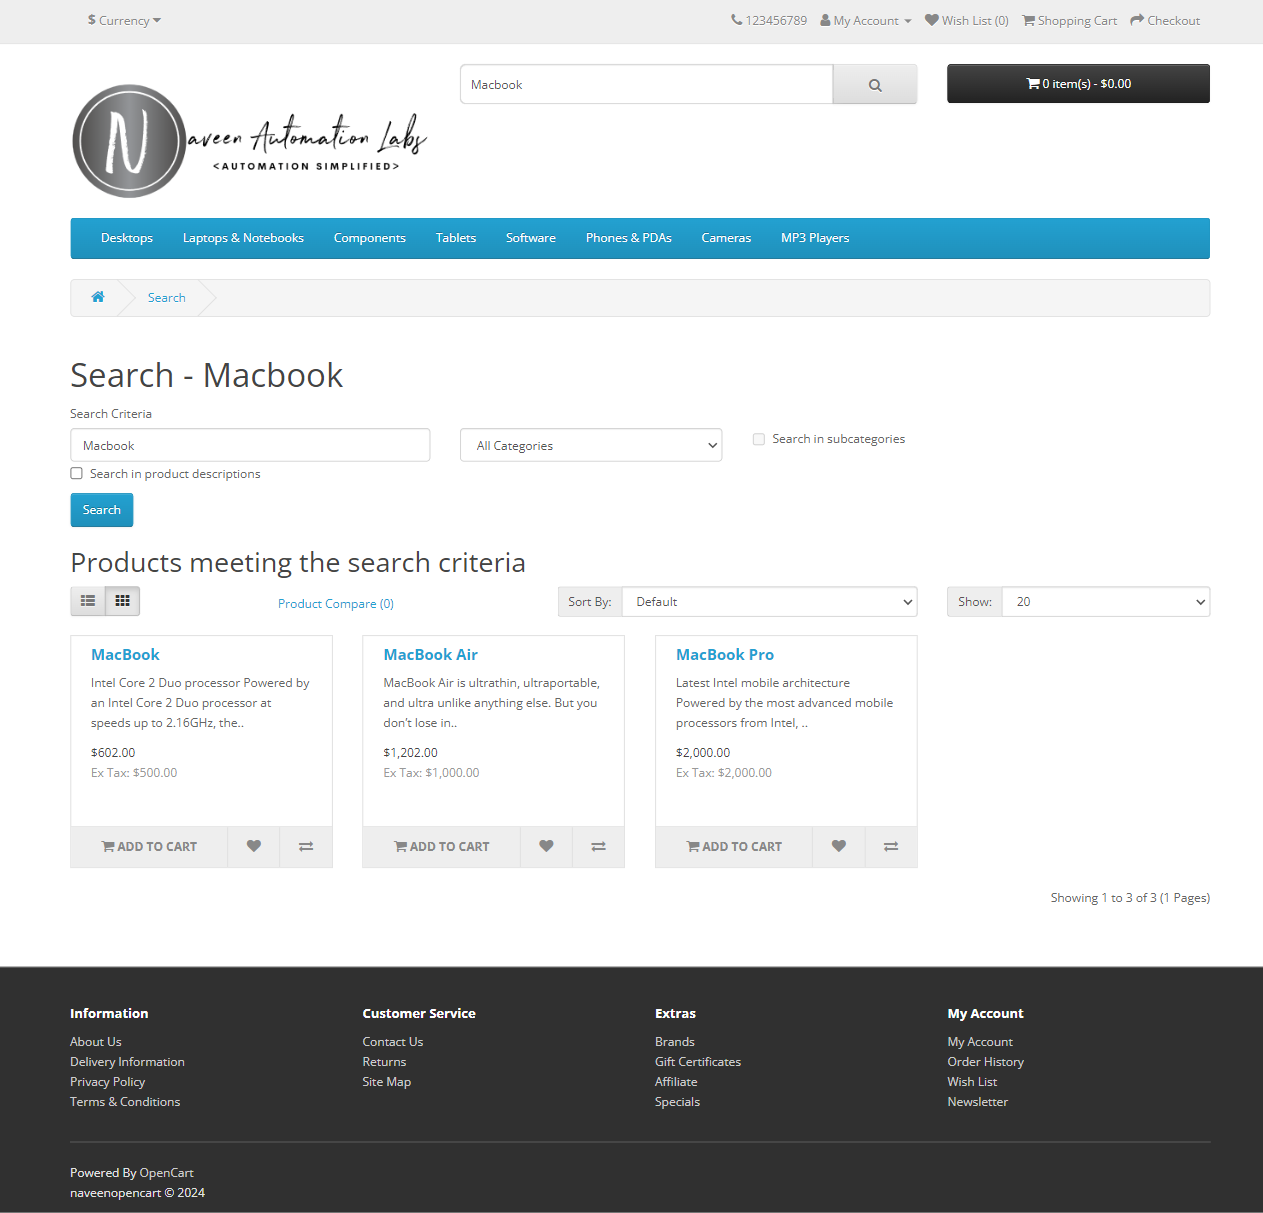 $ Currency
123456789 My Account Wish List (0) Shopping Cart Checkout
Macbook
0 item(s) - $0.00
N aveen Automation Labs
<AUTOMATION SIMPLIFIED>
Desktops Laptops & Notebooks Components Tablets Software Phones & PDAs Cameras MP3 Players
Search
Search - Macbook
Search Criteria
Macbook
All Categories
Search in subcategories
Search in product descriptions
Search
Products meeting the search criteria
Product Compare (0)
Sort By: Default
Show: 20
MacBook
Intel Core 2 Duo processor Powered by
an Intel Core 2 Duo processor at
speeds up to 2.16GHz, the..
$602.00
Ex Tax: $500.00
ADD TO CART
MacBook Air
MacBook Air is ultrathin, ultraportable,
and ultra unlike anything else. But you
don’t lose in..
$1,202.00
Ex Tax: $1,000.00
ADD TO CART
MacBook Pro
Latest Intel mobile architecture
Powered by the most advanced mobile
processors from Intel, ..
$2,000.00
Ex Tax: $2,000.00
ADD TO CART
Showing 1 to 3 of 3 (1 Pages)
Information
About Us
Delivery Information
Privacy Policy
Terms & Conditions
Customer Service
Contact Us
Returns
Site Map
Extras
Brands
Gift Certificates
Affiliate
Specials
My Account
My Account
Order History
Wish List
Newsletter
Powered By OpenCart
naveenopencart © 2024